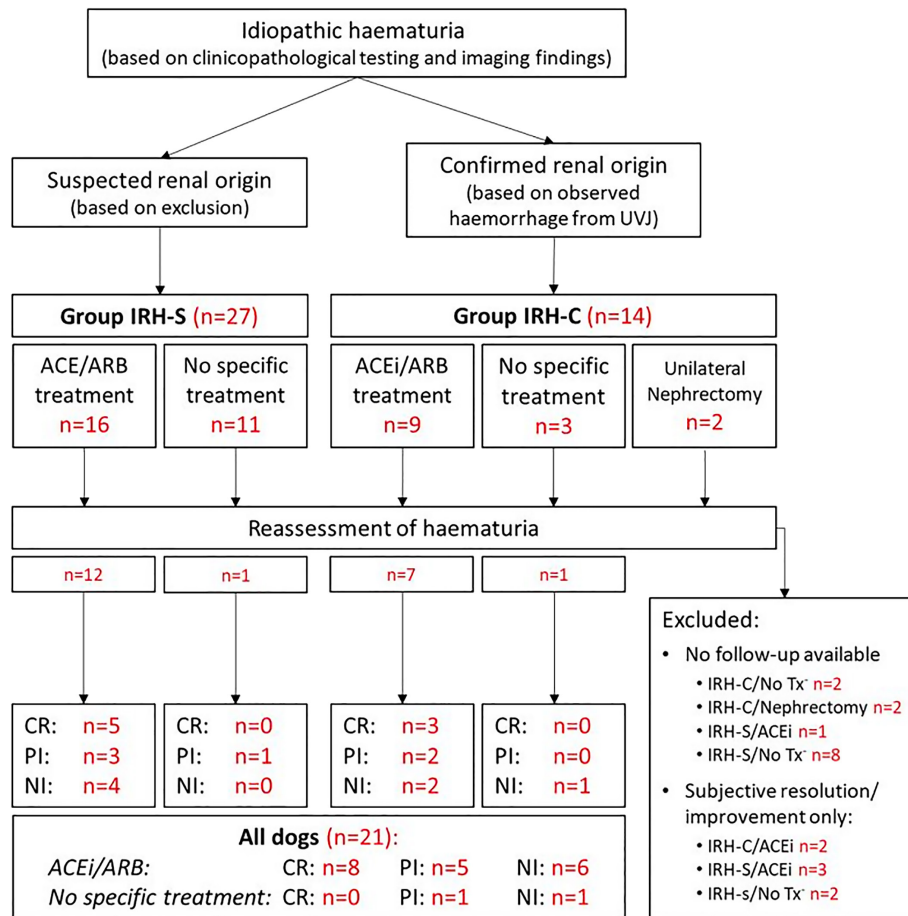 Idiopathic haematuria
(based on clinicopathological testing and imaging findings)
Suspected renal origin
(based on exclusion)
Confirmed renal origin
(based on observed
haemorrhage from UVJ)
Group IRH-S (n=27)
Group IRH-C (n=14)
ACE/ARB
treatment
n=16
No specific
treatment
n=11
ACEi/ARB
treatment
n=9
No specific
treatment
n=3
Unilateral
Nephrectomy
n=2
Reassessment of haematuria
n=12
n=1
n=7
n=1
CR: n=5
PI: n=3
NI: n=4
CR: n=0
PI: n=1
NI: n=0
CR: n=3
PI: n=2
NI: n=2
CR: n=0
PI: n=0
NI: n=1
All dogs (n=21):
ACEi/ARB: CR: n=8 PI: n=5 NI: n=6
No specific treatment: CR: n=0 PI: n=1 NI: n=1
Excluded:
• No follow-up available
• IRH-C/No Tx⁻ n=2
• IRH-C/Nephrectomy n=2
• IRH-S/ACEi n=1
• IRH-S/No Tx⁻ n=8
• Subjective resolution/
improvement only:
• IRH-C/ACEi n=2
• IRH-S/ACEi n=3
• IRH-s/No Tx⁻ n=2